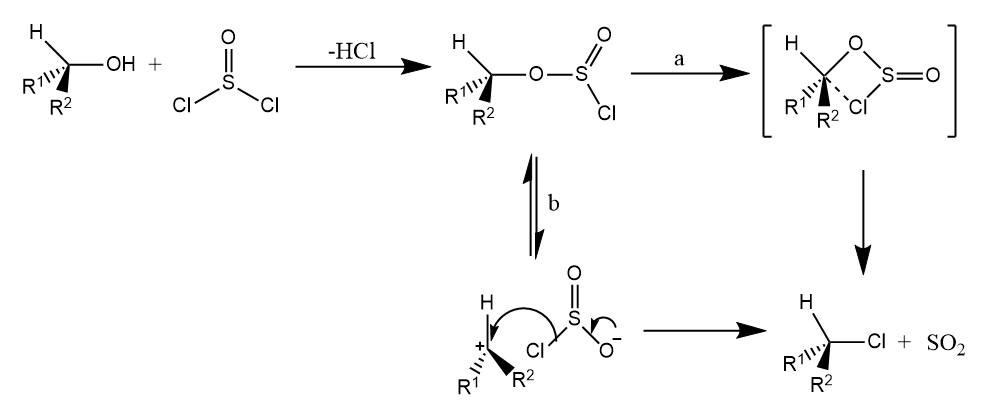 H
R¹
R²
OH +
O
S
Cl
Cl
-HCl
H
R¹
R²
O
S
O
Cl
a
H
R¹
R²
O
S
O
Cl
b
H
+
R¹
R²
O
S
Cl
O⁻
H
R¹
R²
Cl + SO₂